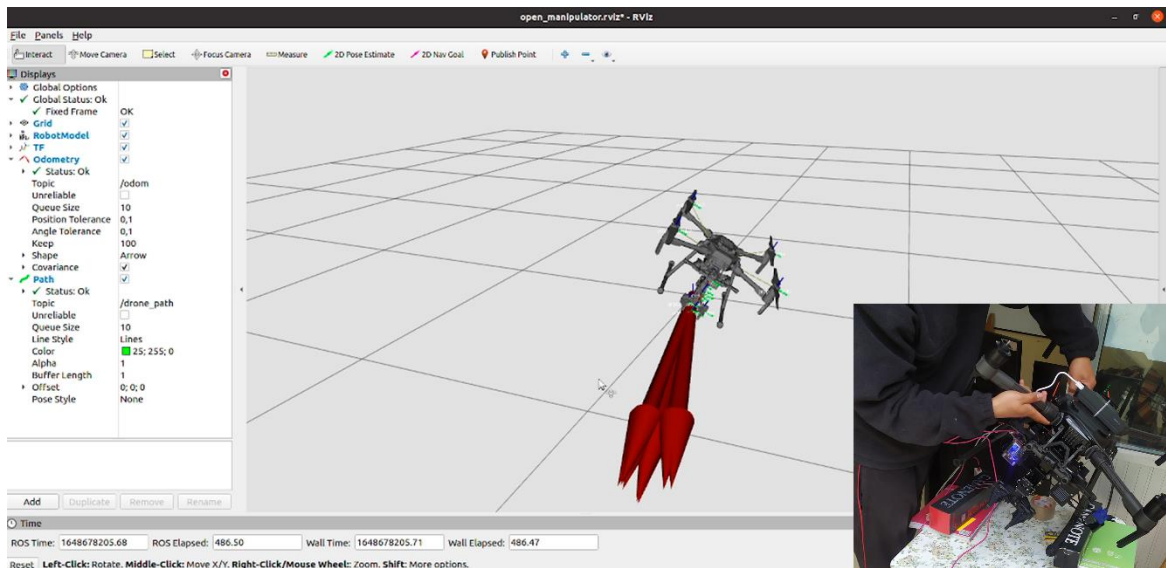 open_manipulator.rviz* - RViz
File Panels Help
Interact Move Camera Select Focus Camera Measure 2D Pose Estimate 2D Nav Goal Publish Point
Displays
Global Options
Global Status: Ok
Fixed Frame OK
Grid
RobotModel
TF
Odometry
Status: Ok
Topic /odom
Unreliable
Queue Size 10
Position Tolerance 0,1
Angle Tolerance 0,1
Keep 100
Shape Arrow
Covariance
Path
Status: Ok
Topic /drone_path
Unreliable
Queue Size 10
Line Style Lines
Color 25; 255; 0
Alpha 1
Buffer Length 1
Offset 0; 0; 0
Pose Style None
Add Duplicate Remove Rename
Time
ROS Time: 1648678205.68 ROS Elapsed: 486.50 Wall Time: 1648678205.71 Wall Elapsed: 486.47
Reset Left-Click: Rotate. Middle-Click: Move X/Y. Right-Click/Mouse Wheel:: Zoom. Shift: More options.